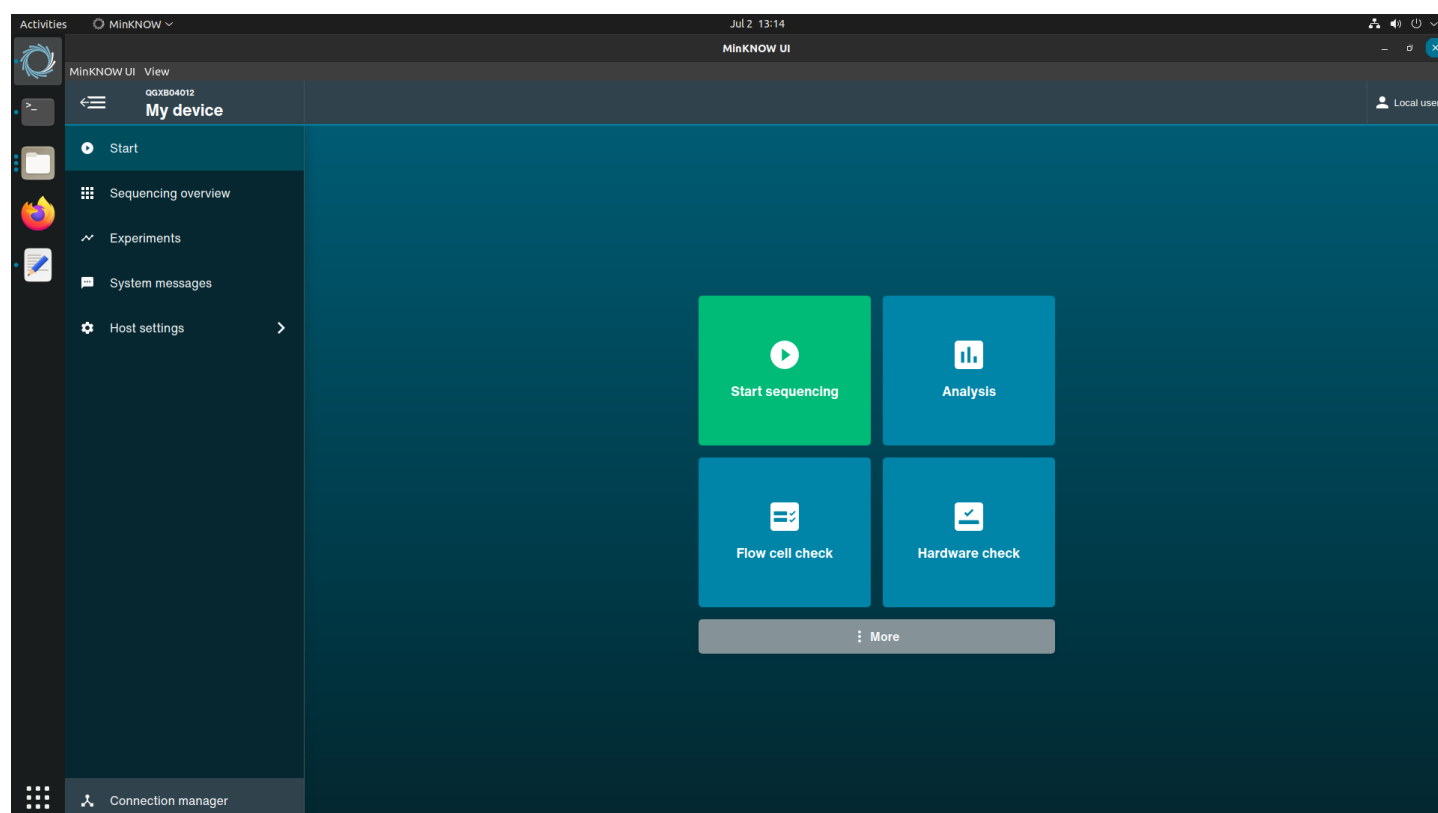 Activities MinKNOW Jul 2 13:14
MinKNOW UI
MinKNOW UI View
QGXB04012
My device
Local user
Start
Sequencing overview
Experiments
System messages
Host settings
Start sequencing
Analysis
Flow cell check
Hardware check
More
Connection manager